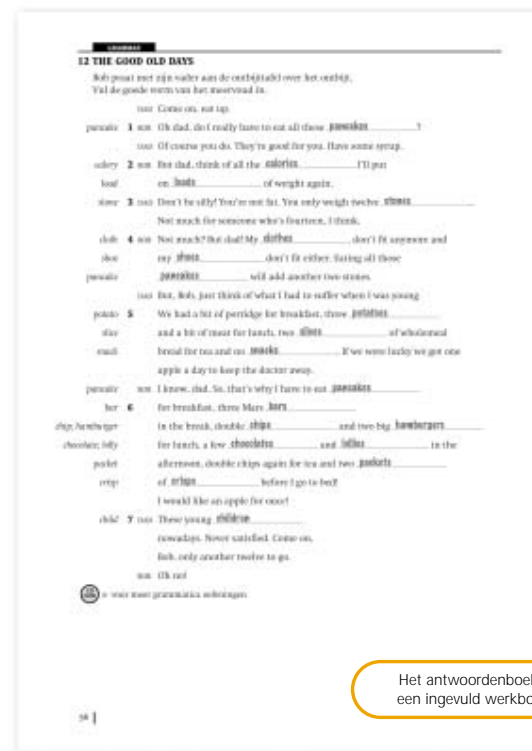 GRAMMAR
12 THE GOOD OLD DAYS
Bob praat met zijn vader aan de ontbijttafel over het ontbijt.
Vul de goede vorm van het meervoud in.
DAD Come on, eat up.
pancake 1 BOB Oh dad, do I really have to eat all these pancakes ?
DAD Of course you do. They're good for you. Have some syrup.
calory 2 BOB But dad, think of all the calories I'll put
load on loads of weight again.
stone 3 DAD Don't be silly! You're not fat. You only weigh twelve stones
Not much for someone who's fourteen, I think.
cloth 4 BOB Not much? But dad! My clothes don't fit anymore and
shoe my shoes don't fit either. Eating all those
pancake pancakes will add another two stones.
DAD But, Bob, just think of what I had to suffer when I was young
potato 5 We had a bit of porridge for breakfast, three potatoes
slice and a bit of meat for lunch, two slices of wholemeal
snack bread for tea and no snacks If we were lucky we got one
apple a day to keep the doctor away.
pancake BOB I know, dad. So, that's why I have to eat pancakes
bar 6 for breakfast, three Mars bars
chip; hamburger in the break, double chips and two big hamburgers
chocolate; lolly for lunch, a few chocolates and lollies in the
packet afternoon, double chips again for tea and two packets
crisp of crisps before I go to bed!
I would like an apple for once!
child 7 DAD These young children
nowadays. Never satisfied. Come on,
Bob, only another twelve to go.
BOB Oh no!
= voor meer grammatica oefeningen
Het antwoordenboek
een ingevuld werkbo